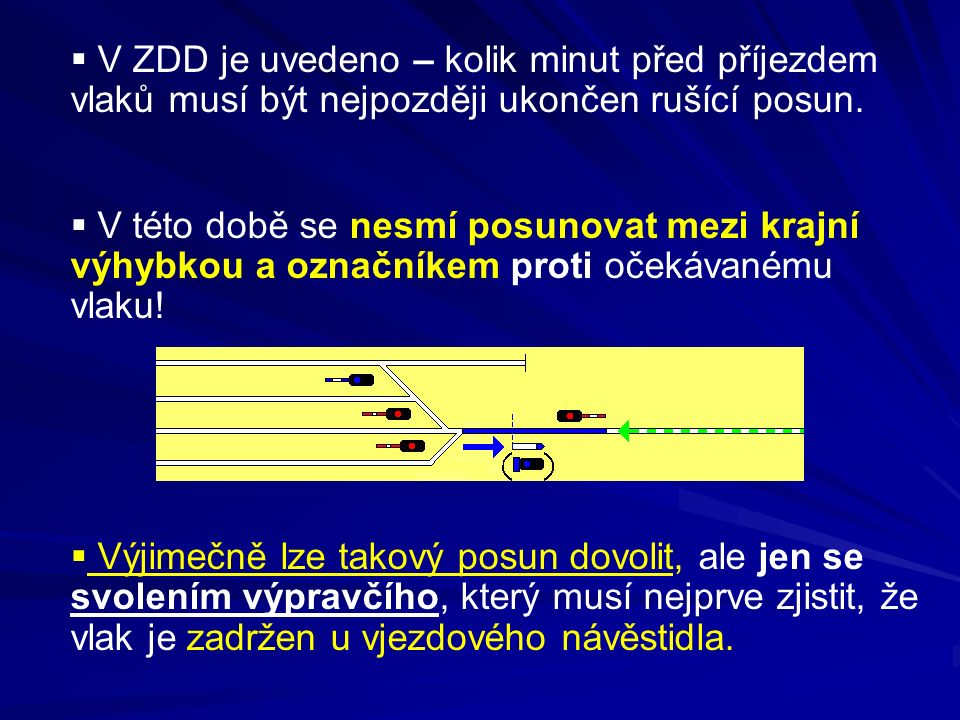 ▪ V ZDD je uvedeno – kolik minut před příjezdem
vlaků musí být nejpozději ukončen rušící posun.
▪ V této době se nesmí posunovat mezi krajní
výhybkou a označníkem proti očekávanému
vlaku!
▪ Výjimečně lze takový posun dovolit, ale jen se
svolením výpravčího, který musí nejprve zjistit, že
vlak je zadržen u vjezdového návěstidla.